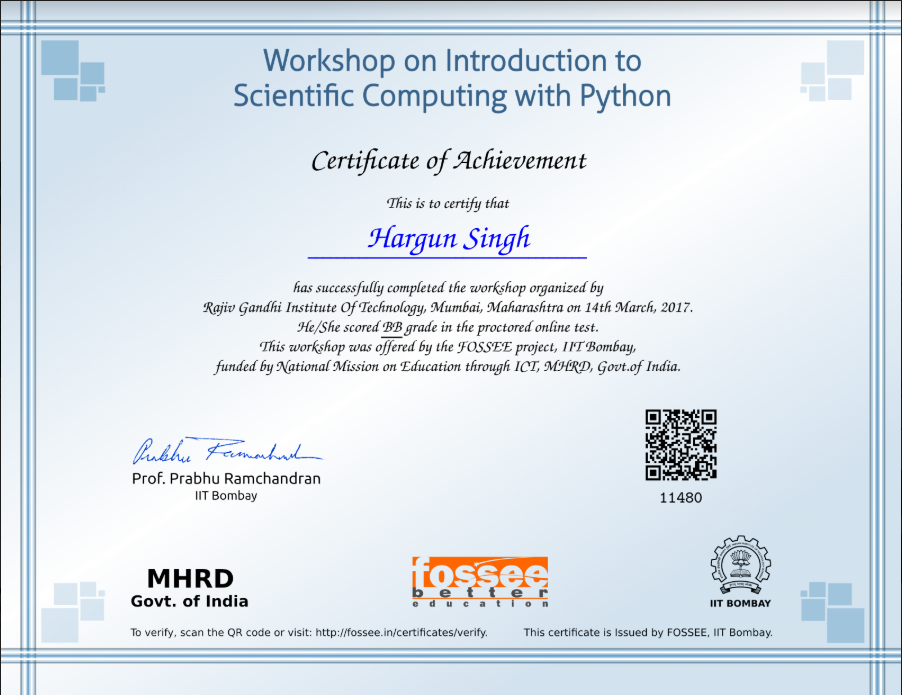 Workshop on Introduction to
Scientific Computing with Python
Certificate of Achievement
This is to certify that
Hargun Singh
has successfully completed the workshop organized by
Rajiv Gandhi Institute Of Technology, Mumbai, Maharashtra on 14th March, 2017.
He/She scored BB grade in the proctored online test.
This workshop was offered by the FOSSEE project, IIT Bombay,
funded by National Mission on Education through ICT, MHRD, Govt.of India.
Prabhu Ramachandran
Prof. Prabhu Ramchandran
IIT Bombay
11480
MHRD
Govt. of India
fossee
better
education
IIT BOMBAY
To verify, scan the QR code or visit: http://fossee.in/certificates/verify.
This certificate is Issued by FOSSEE, IIT Bombay.